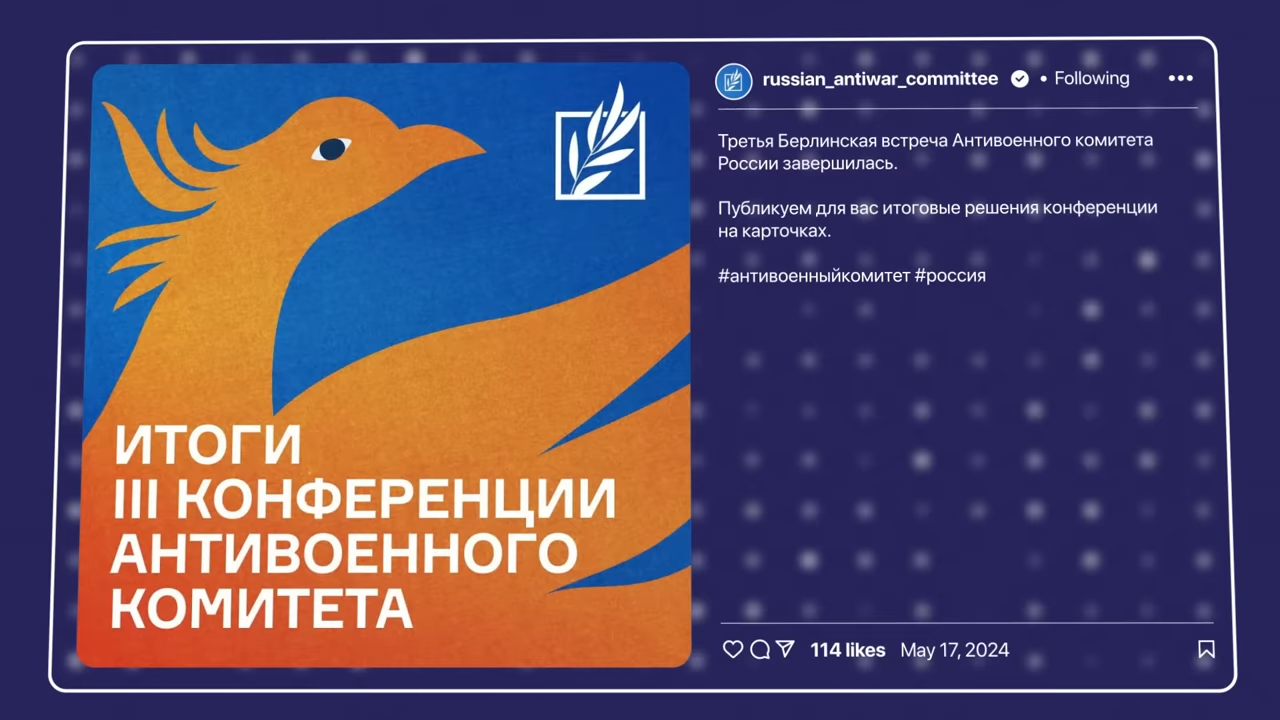 ИТОГИ
III КОНФЕРЕНЦИИ
АНТИВОЕННОГО
КОМИТЕТА
russian_antiwar_committee • Following
Третья Берлинская встреча Антивоенного комитета
России завершилась.
Публикуем для вас итоговые решения конференции
на карточках.
#антивоенныйкомитет #россия
114 likes May 17, 2024